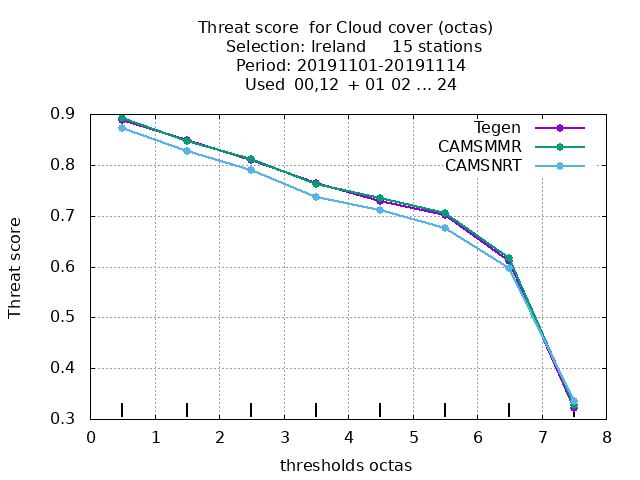 Threat score for Cloud cover (octas)
Selection: Ireland 15 stations
Period: 20191101-20191114
Used 00,12 + 01 02 ... 24
Tegen
CAMSMMR
CAMSNRT
0.9
0.8
0.7
0.6
0.5
0.4
0.3
Threat score
0 1 2 3 4 5 6 7 8
thresholds octas